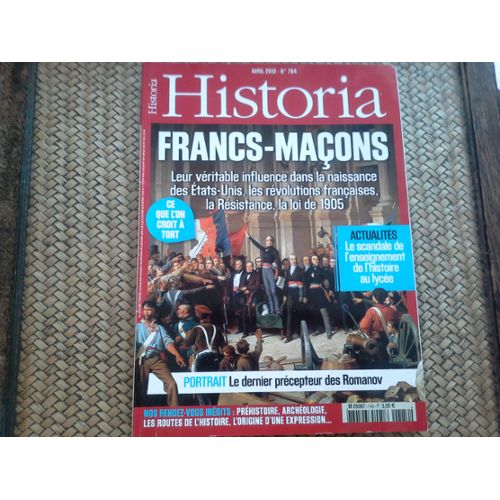 AVRIL 2012 - N° 784
Historia
Historia
FRANCS-MAÇONS
Leur véritable influence dans la naissance
des États-Unis, les révolutions françaises,
la Résistance, la loi de 1905
CE
QUE L'ON
CROIT À
TORT
ACTUALITÉS
Le scandale de
l'enseignement
de l'histoire
au lycée
PORTRAIT Le dernier précepteur des Romanov
NOS RENDEZ-VOUS INÉDITS : PRÉHISTOIRE, ARCHÉOLOGIE,
LES ROUTES DE L'HISTOIRE, L'ORIGINE D'UNE EXPRESSION...